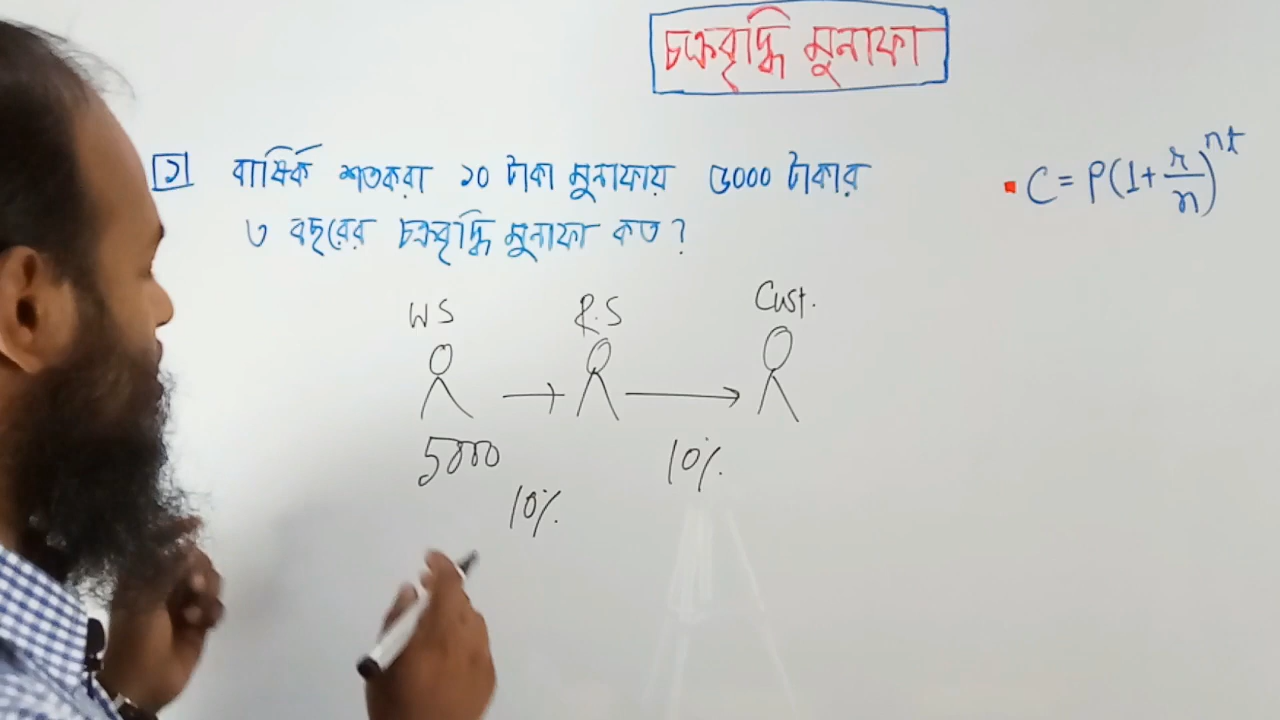 চক্রবৃদ্ধি মুনাফা
১) বার্ষিক শতকরা ১০ টাকা মুনাফায় ৫০০০ টাকার
৩ বছরের চক্রবৃদ্ধি মুনাফা কত ?
C = P(1 + r/n)^nt
WS R.S Cust.
5000 10%
10%